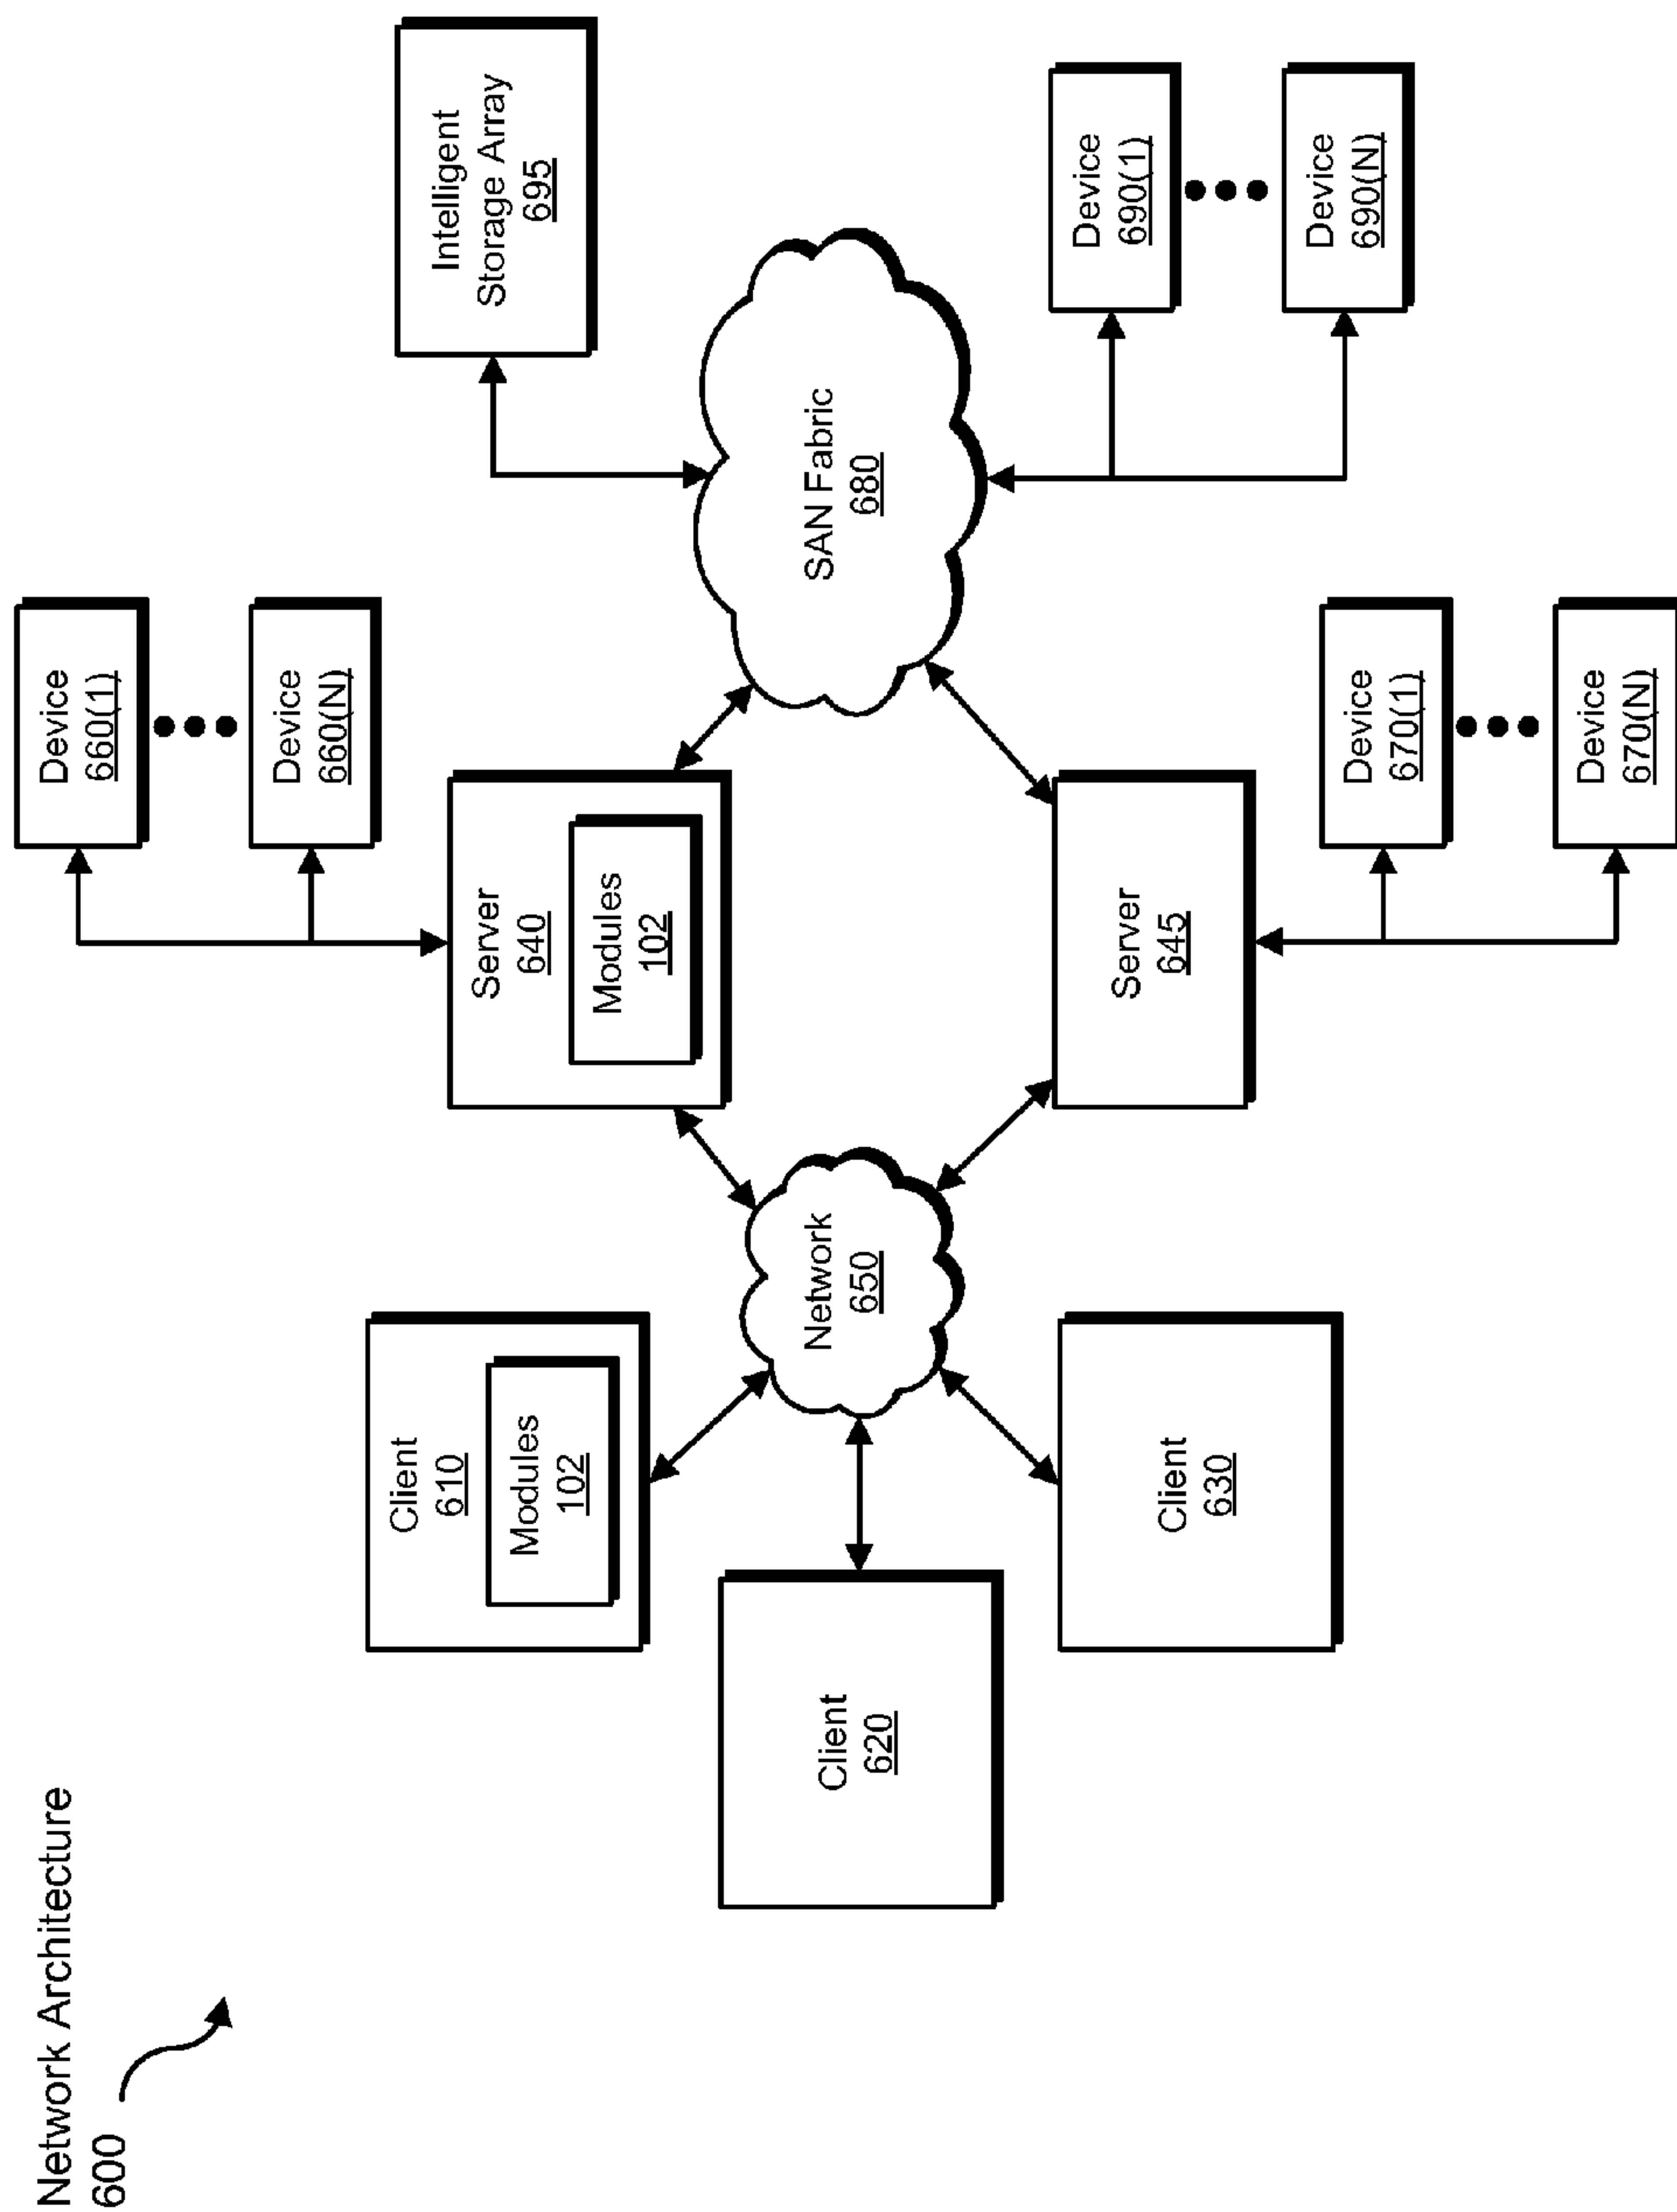 Network Architecture
600
Client
610
Modules
102
Client
620
Client
630
Network
650
Server
640
Modules
102
Server
645
Device
660(1)
Device
660(N)
Device
670(1)
Device
670(N)
SAN Fabric
680
Intelligent
Storage Array
695
Device
690(1)
Device
690(N)